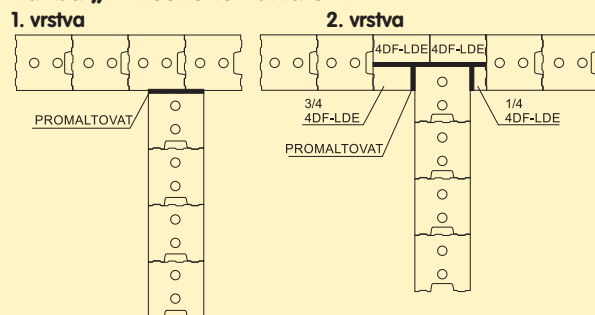 1. vrstva
2. vrstva
4DF-LDE 4DF-LDE
3/4
4DF-LDE
1/4
4DF-LDE
PROMALTOVAT
PROMALTOVAT